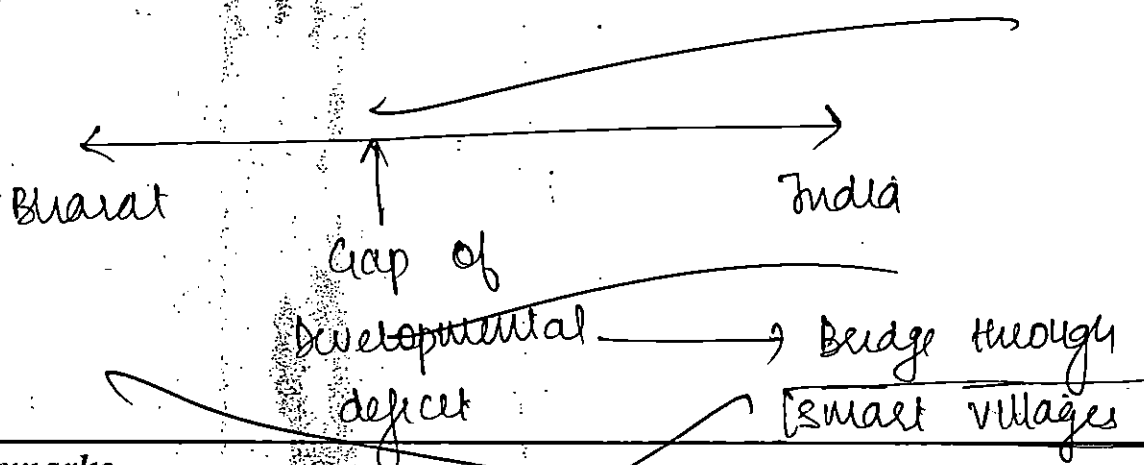 Bharat India
Gap of
Developmental → Bridge through
deficit [smart villages